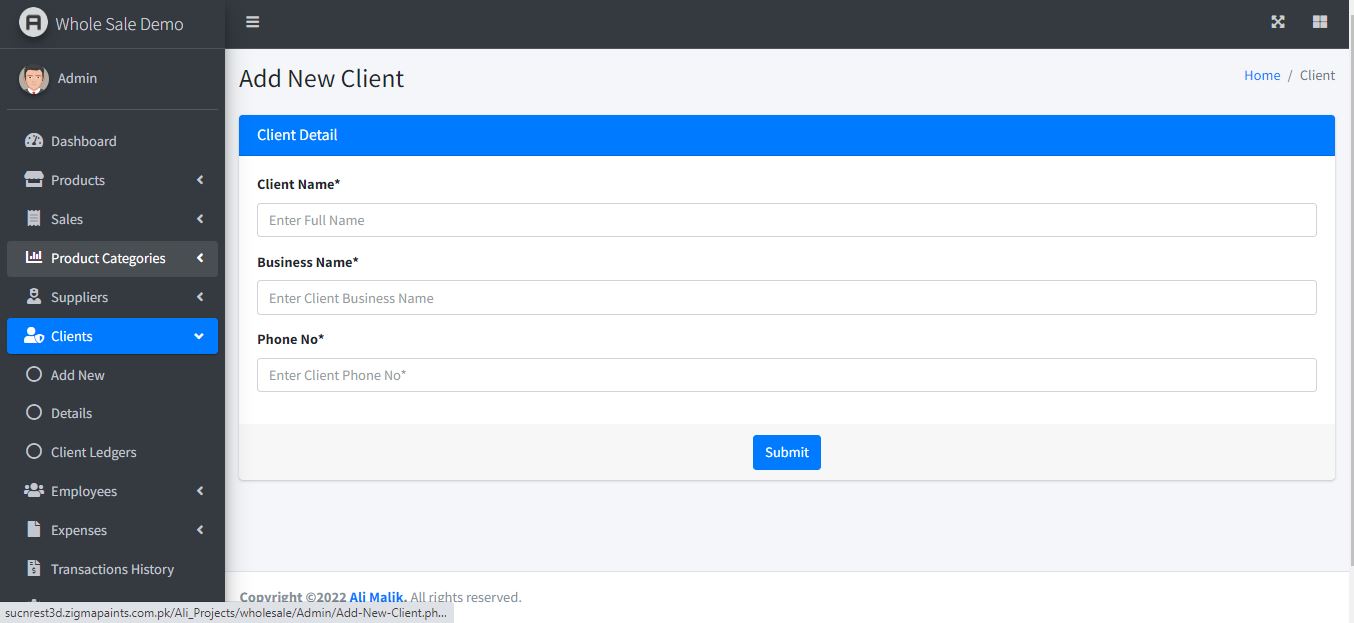 Whole Sale Demo
Admin
Dashboard
Products
Sales
Product Categories
Suppliers
Clients
Add New
Details
Client Ledgers
Employees
Expenses
Transactions History
Add New Client
Home / Client
Client Detail
Client Name*
Enter Full Name
Business Name*
Enter Client Business Name
Phone No*
Enter Client Phone No*
Submit
Copyright ©2022 Ali Malik. All rights reserved.
sucnrest3d.zigmapaints.com.pk/Ali_Projects/wholesale/Admin/Add-New-Client.ph...